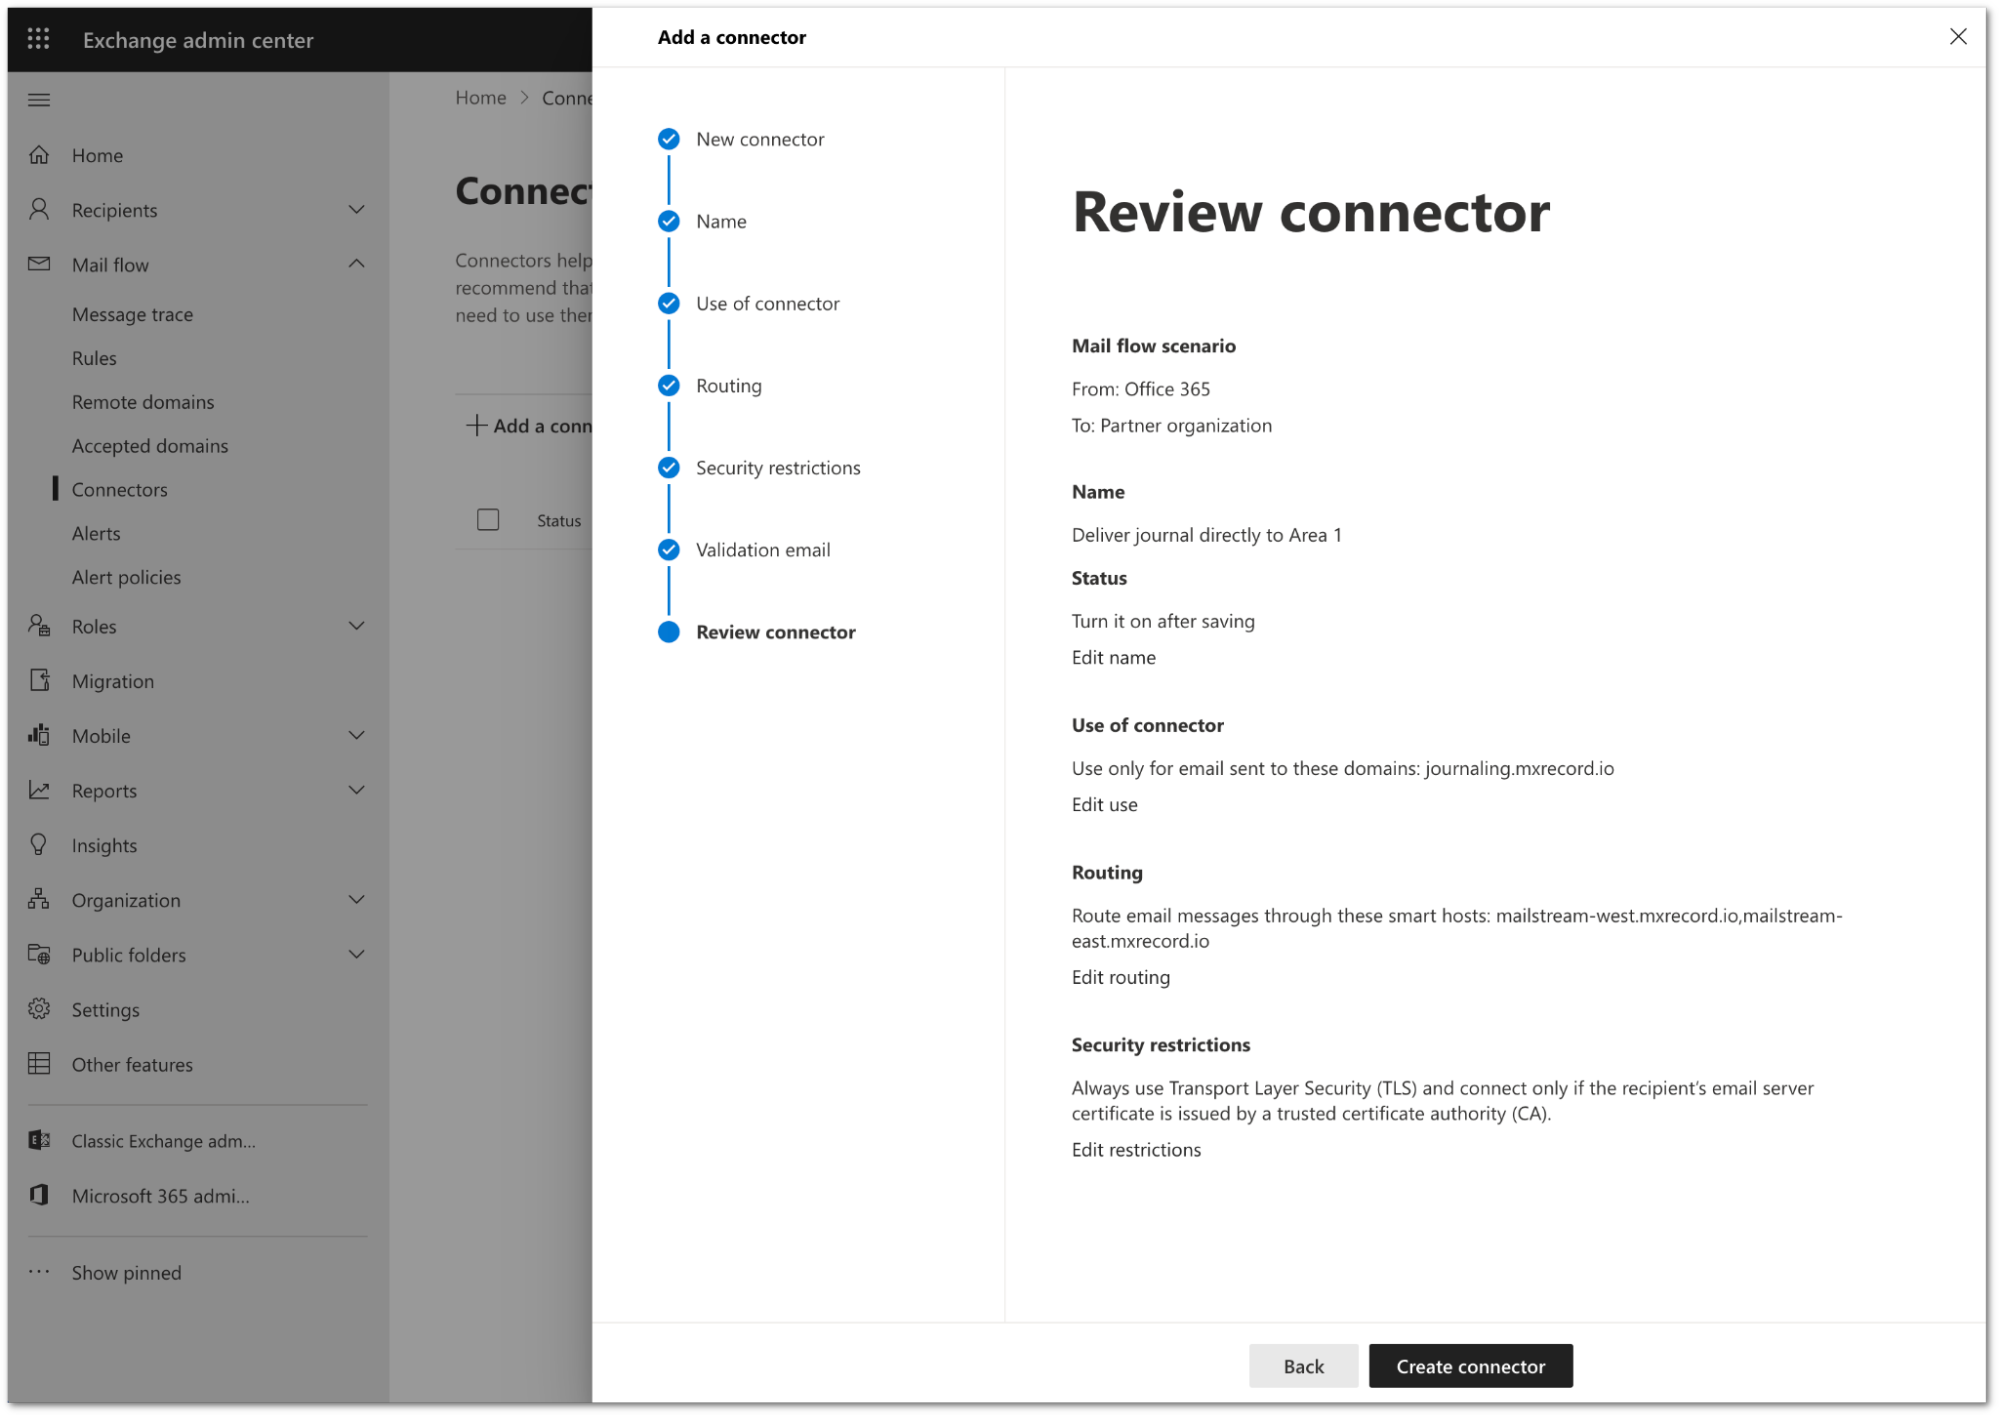 Exchange admin center
Home
Recipients
Mail flow
Message trace
Rules
Remote domains
Accepted domains
Connectors
Alerts
Alert policies
Roles
Migration
Mobile
Reports
Insights
Organization
Public folders
Settings
Other features
Classic Exchange adm...
Microsoft 365 admi...
Show pinned
Home > Conne
Connec
Connectors help
recommend that
need to use
Add a conn
Status
Add a connector
New connector
Name
Use of connector
Routing
Security restrictions
Validation email
Review connector
Review connector
Mail flow scenario
From: Office 365
To: Partner organization
Name
Deliver journal directly to Area 1
Status
Turn it on after saving
Edit name
Use of connector
Use only for email sent to these domains: journaling.mxrecord.io
Edit use
Routing
Route email messages through these smart hosts: mailstream-west.mxrecord.io,mailstream-
east.mxrecord.io
Edit routing
Security restrictions
Always use Transport Layer Security (TLS) and connect only if the recipient’s email server
certificate is issued by a trusted certificate authority (CA).
Edit restrictions
Back
Create connector